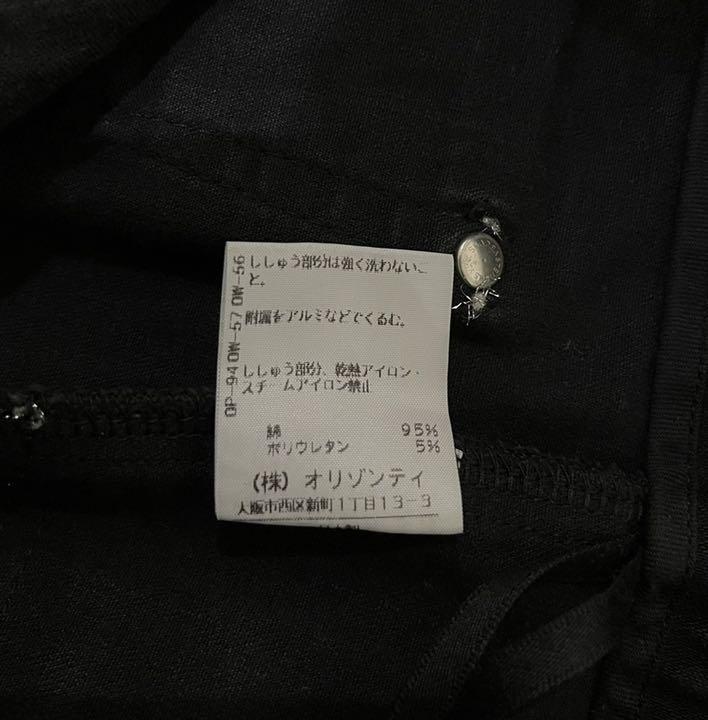 ししゅう部分は強く洗わないこ
と。
附属をアルミなどでくるむ。
ししゅう部分、乾熱アイロン・
スチームアイロン禁止
綿 95%
ポリウレタン 5%
(株)オリゾンティ
大阪市西区新町1丁目13-3
OP-94 OW-57 OW-56